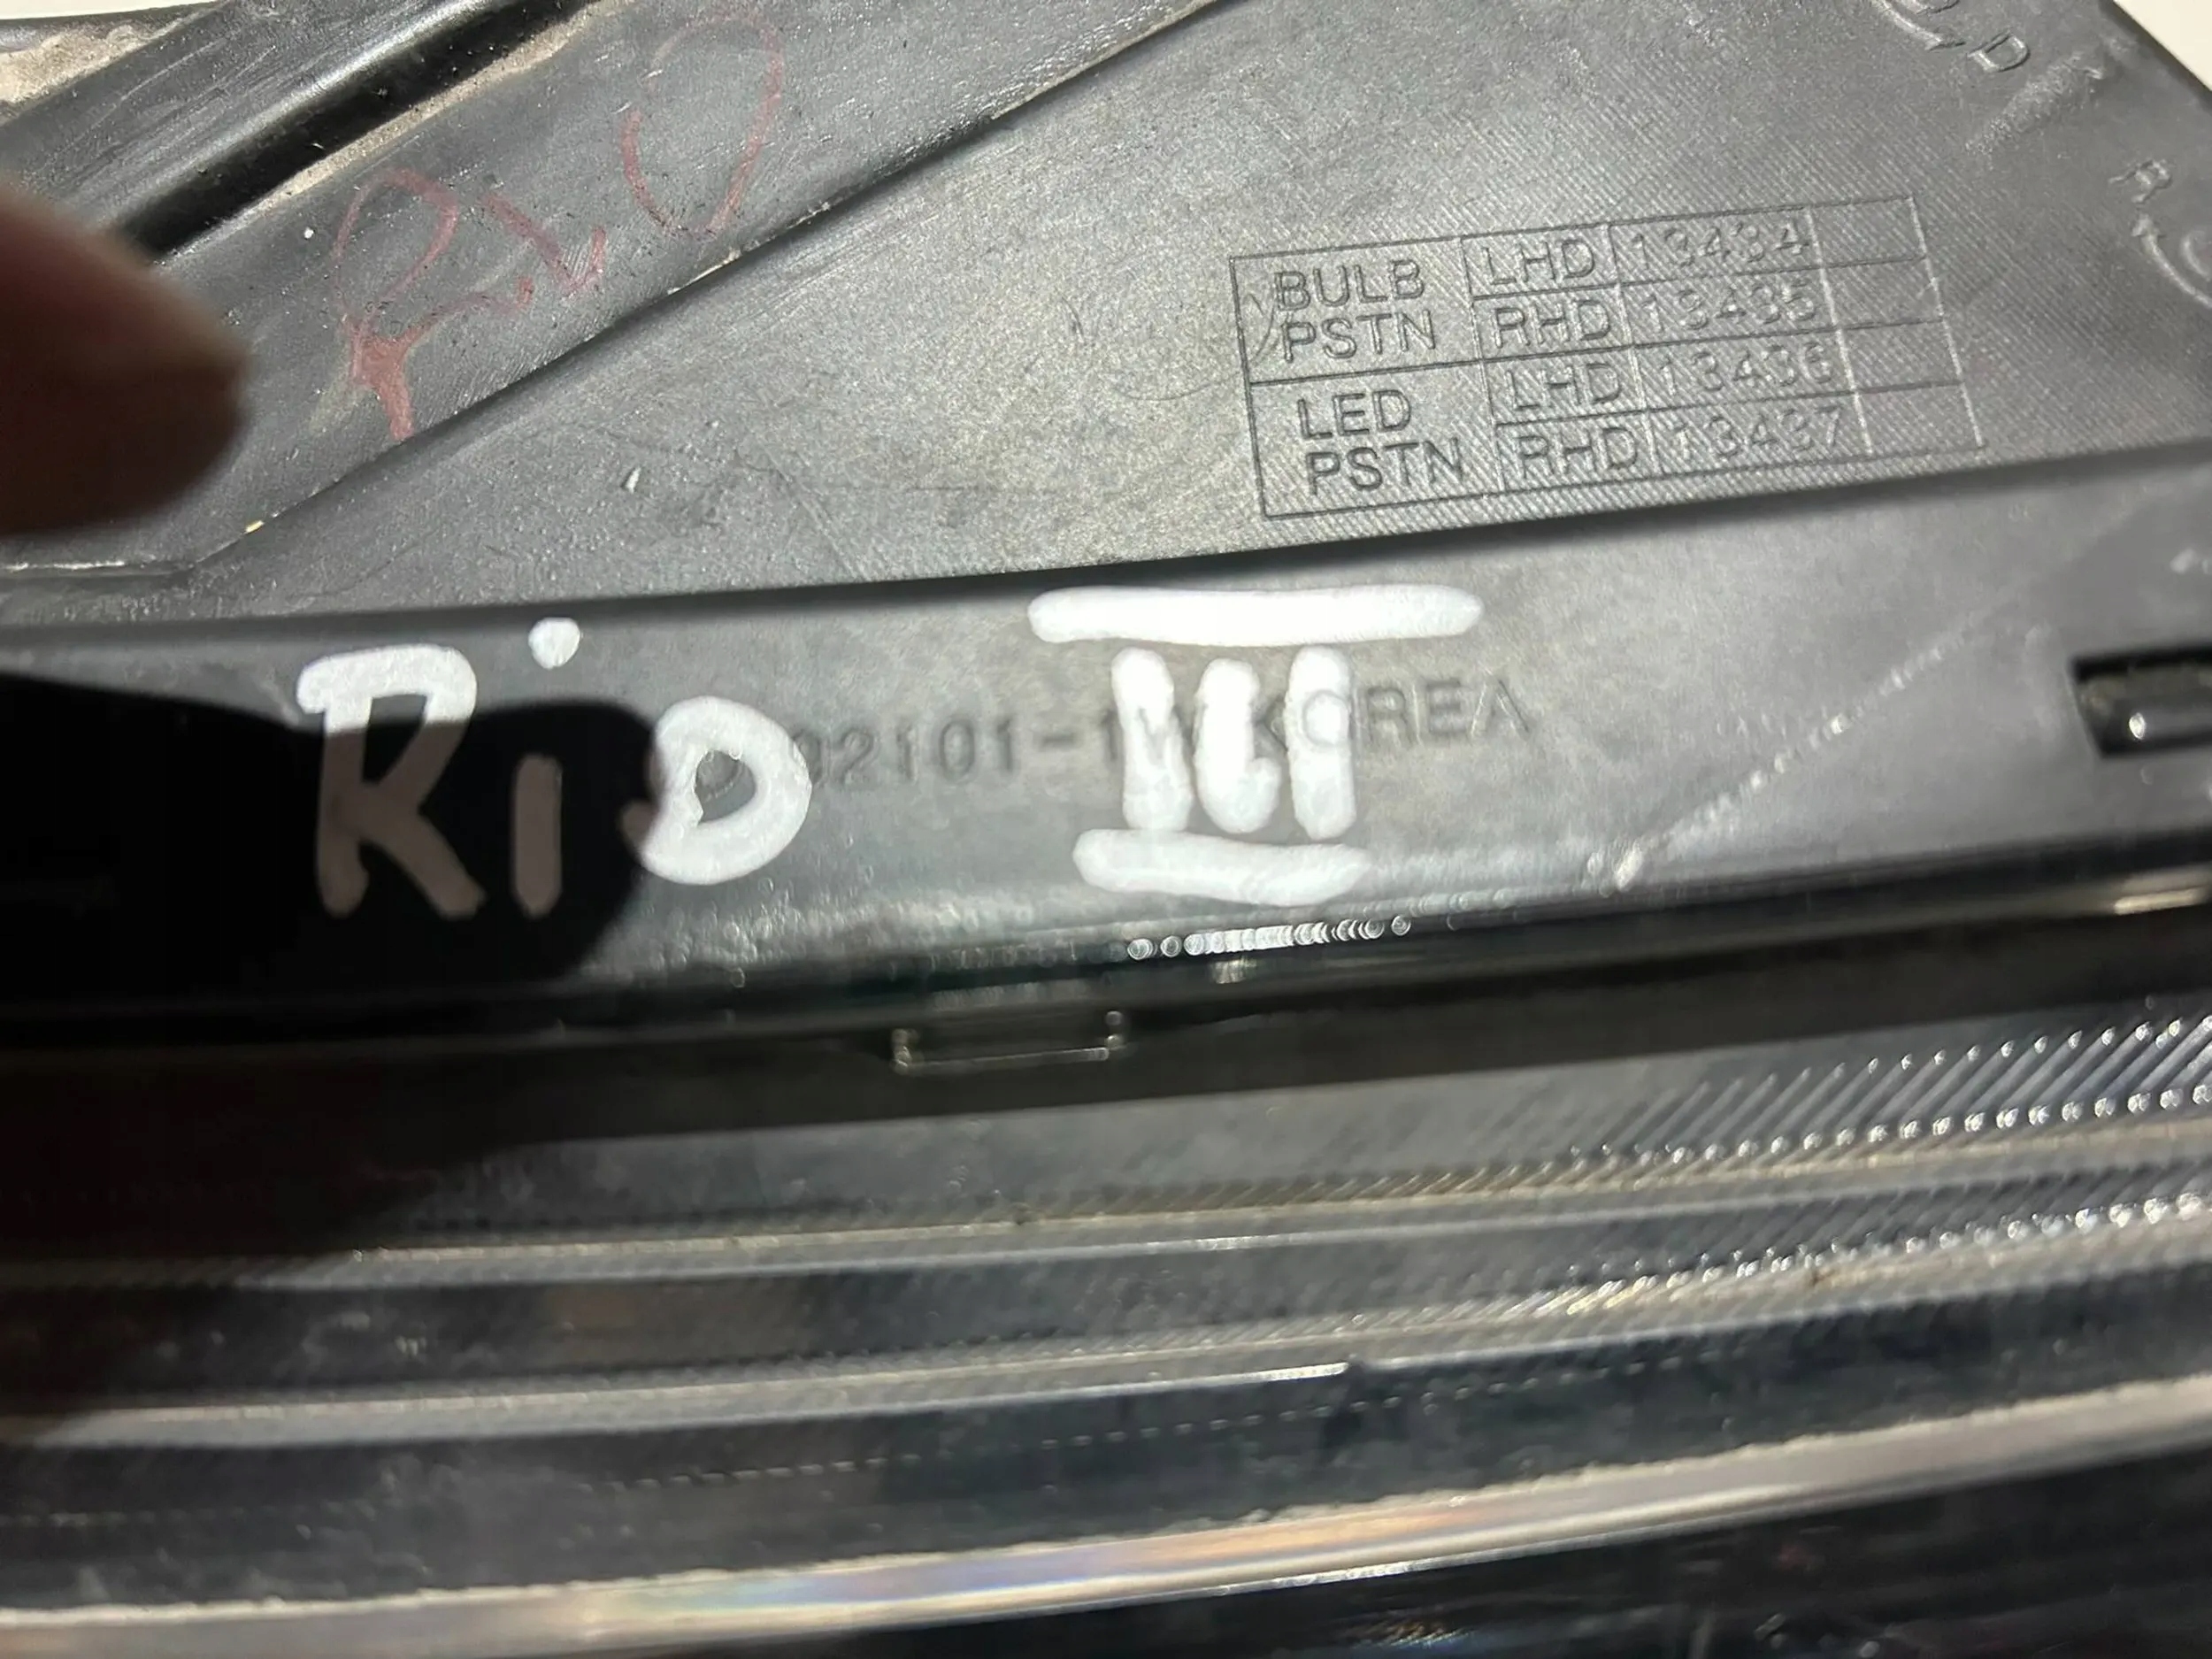 RIO
BULB PSTN LHD 13434
RHD 13435
LED PSTN LHD 13436
RHD 13437
Rio III
92101-1W KOREA
D
R